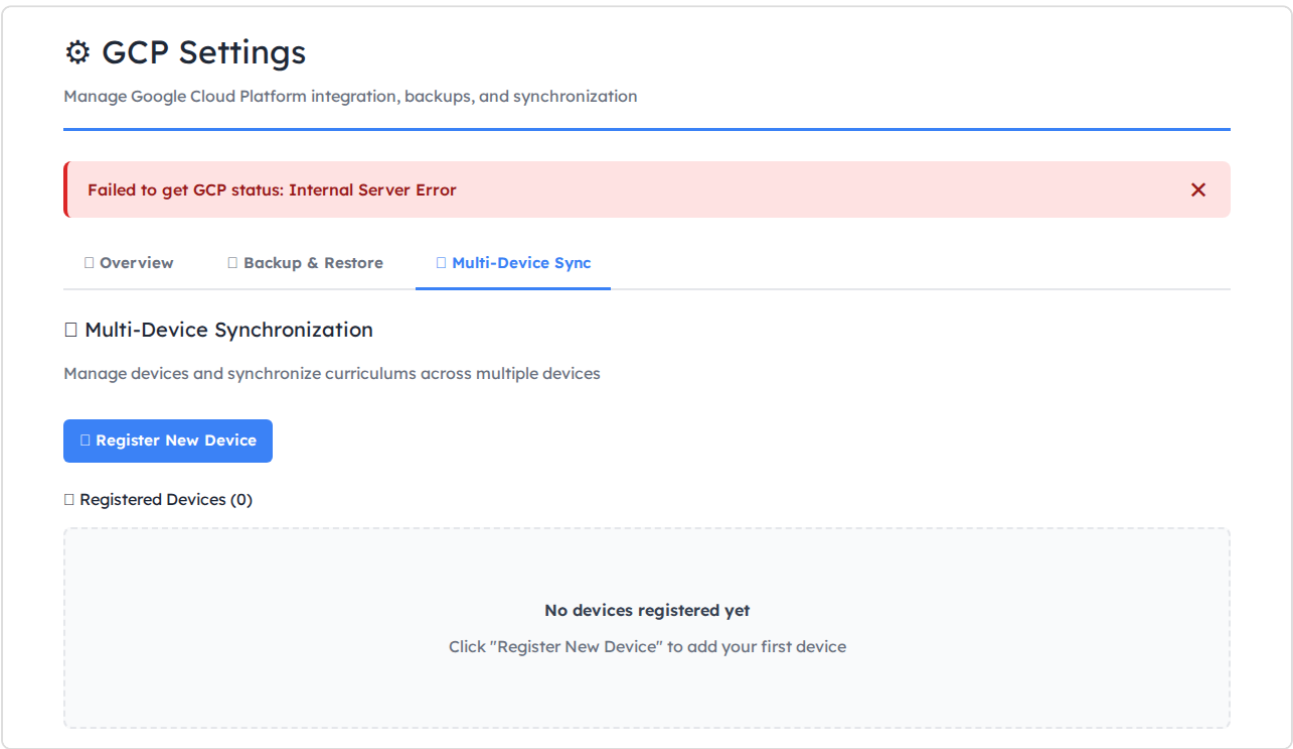 ⚙ GCP Settings
Manage Google Cloud Platform integration, backups, and synchronization
Failed to get GCP status: Internal Server Error ✕
Overview Backup & Restore Multi-Device Sync
Multi-Device Synchronization
Manage devices and synchronize curriculums across multiple devices
Register New Device
Registered Devices (0)
No devices registered yet
Click "Register New Device" to add your first device